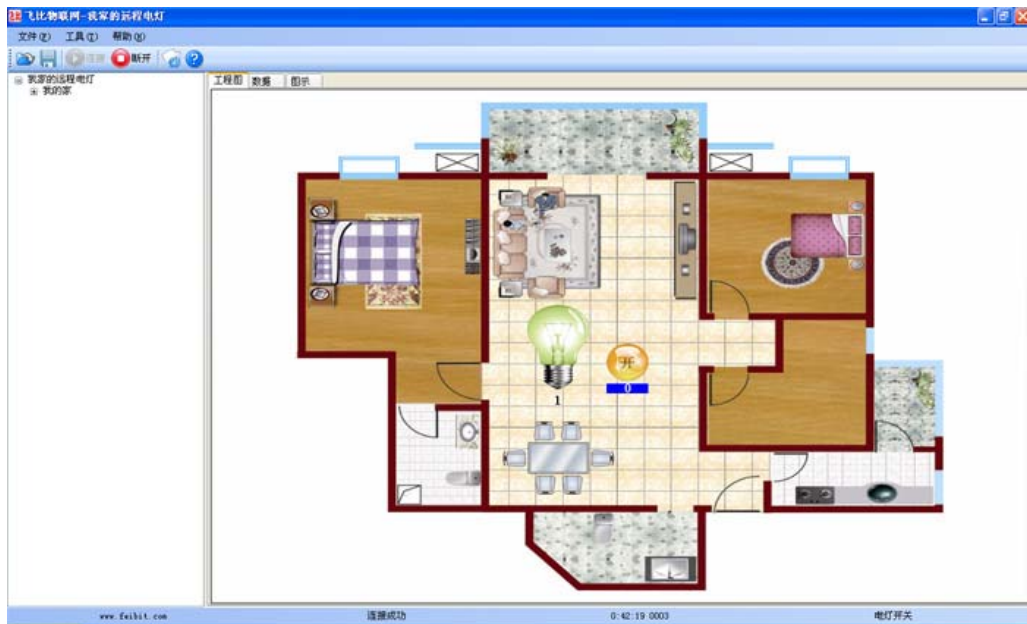 飞比物联网-我家的远程电灯
文件(F) 工具(T) 帮助(H)
连接 断开
我家的远程电灯
我的家
工程图 数据 图示
开
0
1
www.feibit.com 连接成功 0:42:19 0003 电灯开关